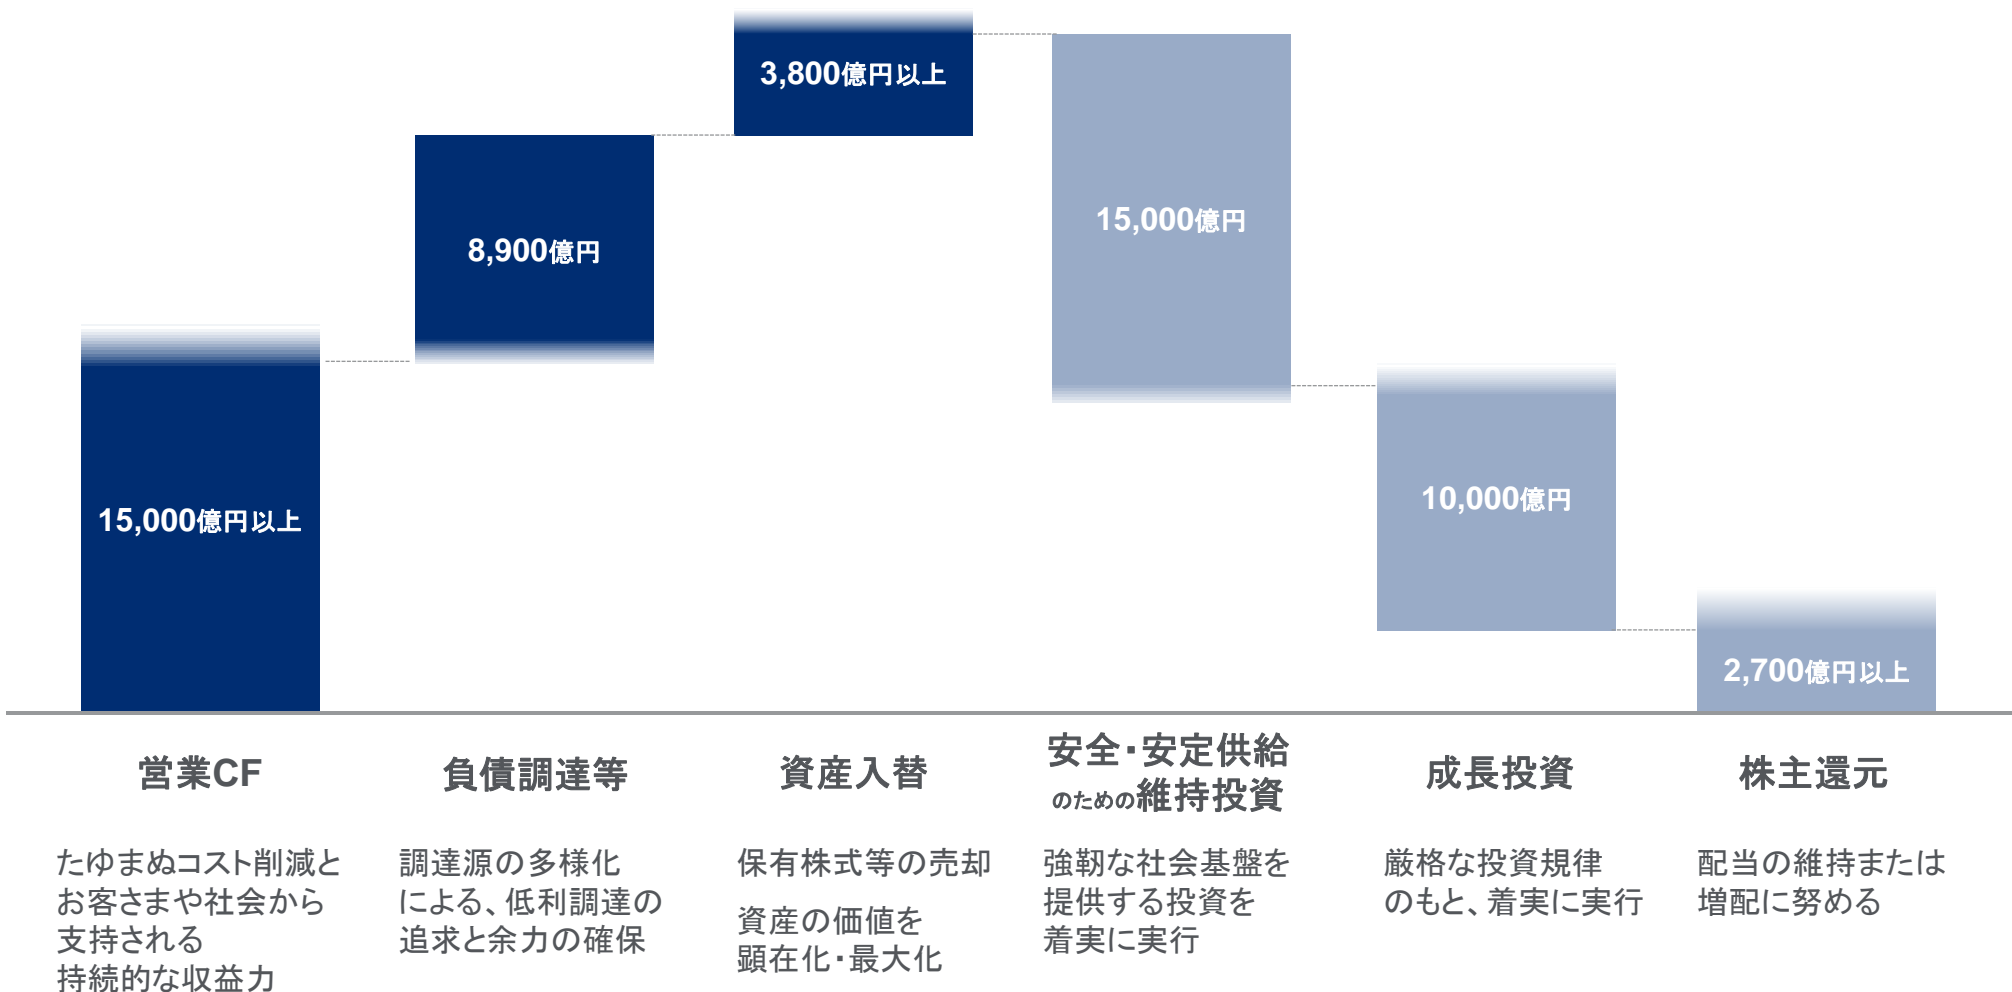 3,800億円以上
15,000億円
8,900億円
10,000億円
15,000億円以上
2,700億円以上
営業CF
たゆまぬコスト削減と
お客さまや社会から
支持される
持続的な収益力
負債調達等
調達源の多様化
による、低利調達の
追求と余力の確保
資産入替
保有株式等の売却
資産の価値を
顕在化・最大化
安全・安定供給
のための維持投資
強靭な社会基盤を
提供する投資を
着実に実行
成長投資
厳格な投資規律
のもと、着実に実行
株主還元
配当の維持または
増配に努める